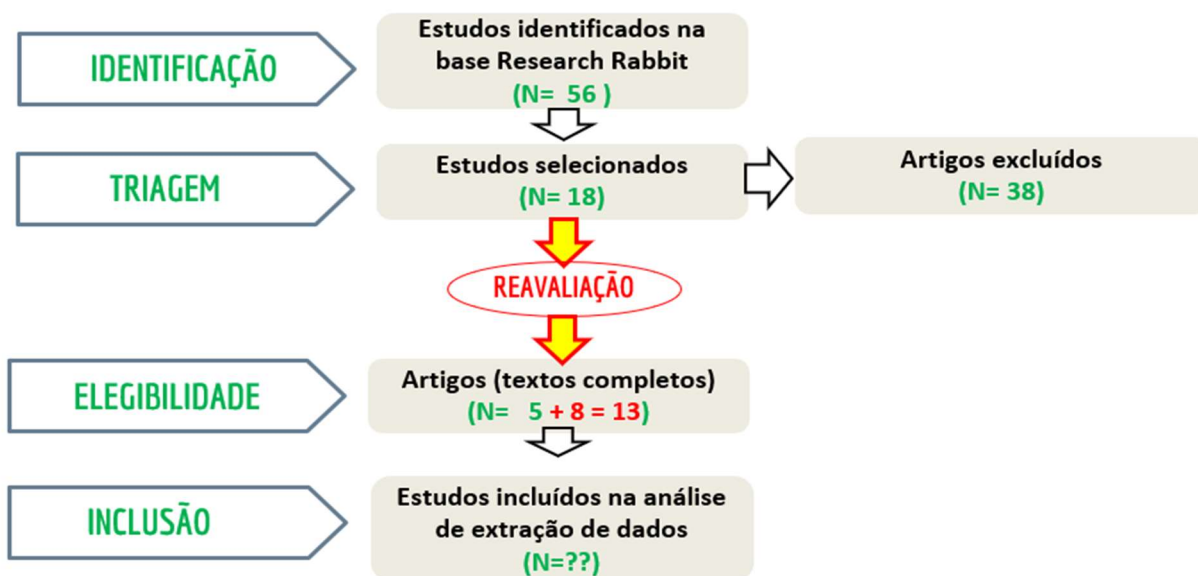 IDENTIFICAÇÃO
Estudos identificados na
base Research Rabbit
(N=  56 )
TRIAGEM
Estudos selecionados
(N= 18)
Artigos excluídos
(N= 38)
REAVALIAÇÃO
ELEGIBILIDADE
Artigos (textos completos)
(N=   5 + 8 = 13)
INCLUSÃO
Estudos incluídos na análise
de extração de dados
(N=??)